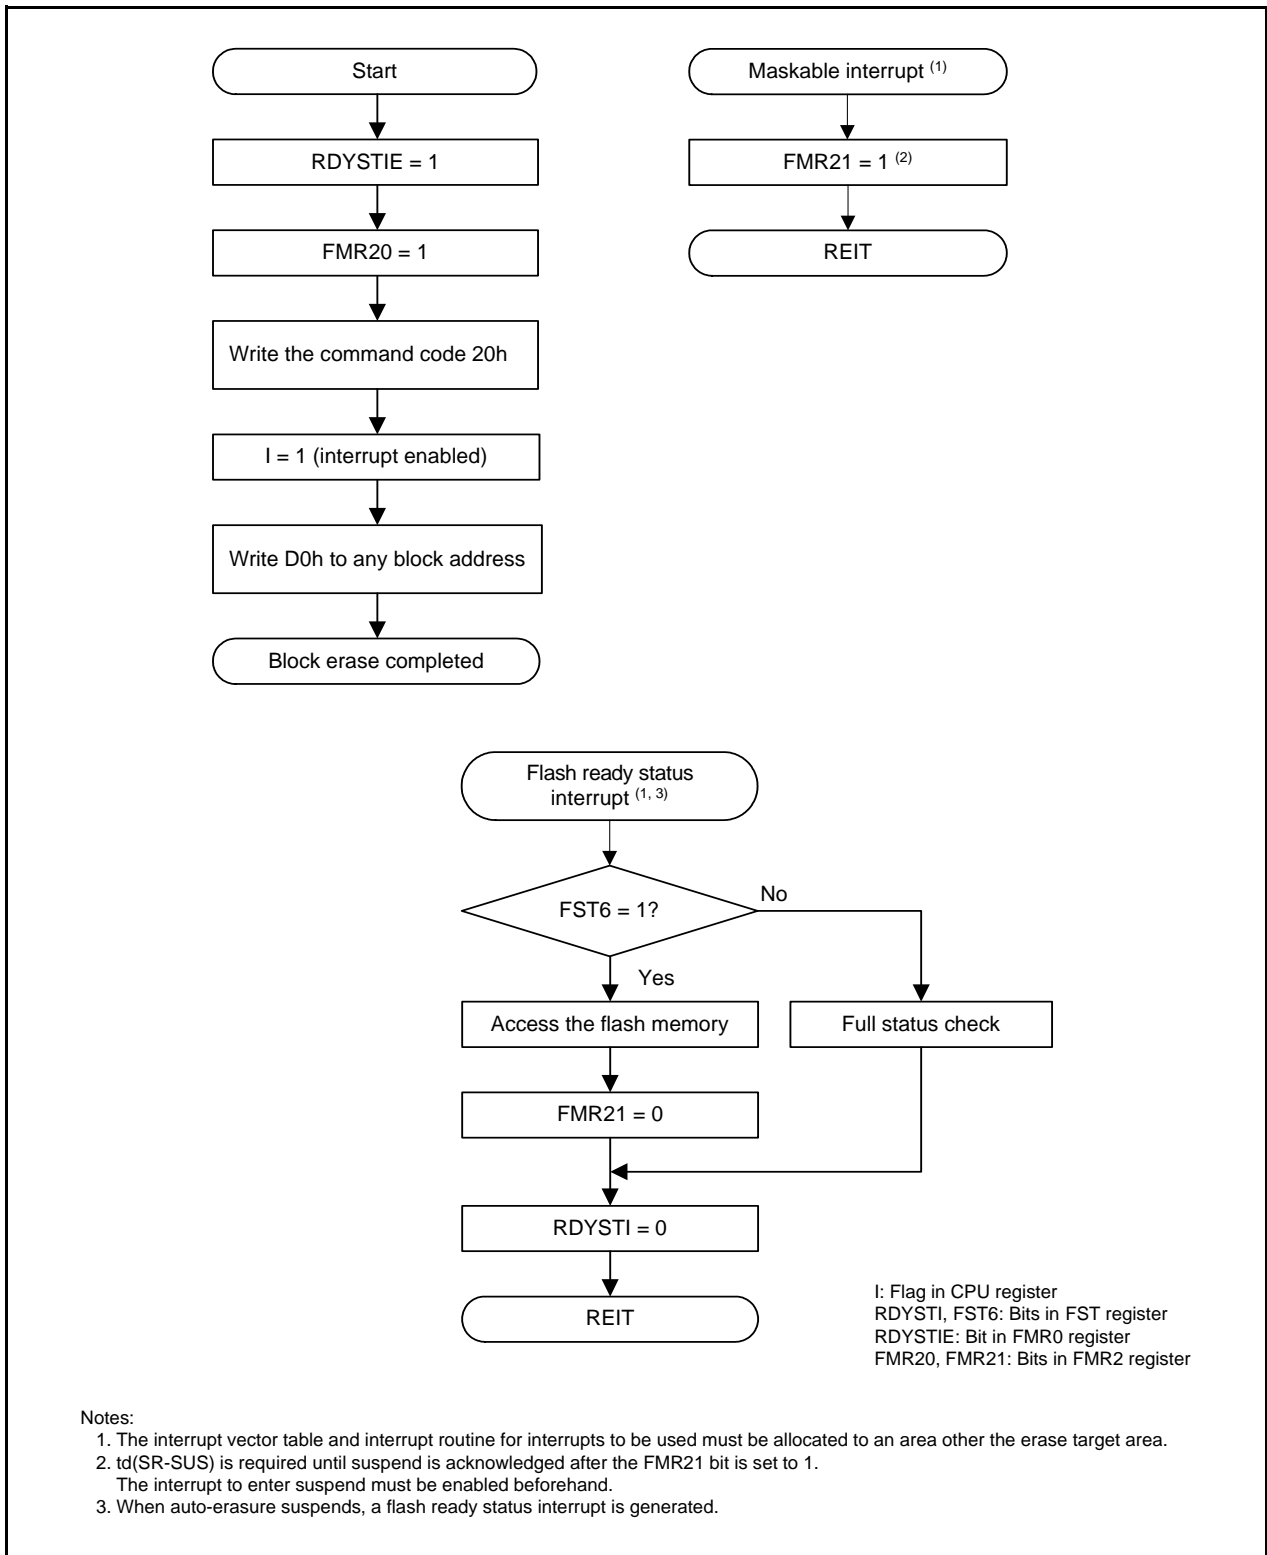 Start
RDYSTIE = 1
FMR20 = 1
Write the command code 20h
I = 1 (interrupt enabled)
Write D0h to any block address
Block erase completed
Maskable interrupt (1)
FMR21 = 1 (2)
REIT
Flash ready status
interrupt (1, 3)
FST6 = 1?
No
Yes
Access the flash memory
Full status check
FMR21 = 0
RDYSTI = 0
REIT
I: Flag in CPU register
RDYSTI, FST6: Bits in FST register
RDYSTIE: Bit in FMR0 register
FMR20, FMR21: Bits in FMR2 register
Notes:
1. The interrupt vector table and interrupt routine for interrupts to be used must be allocated to an area other the erase target area.
2. td(SR-SUS) is required until suspend is acknowledged after the FMR21 bit is set to 1.
The interrupt to enter suspend must be enabled beforehand.
3. When auto-erasure suspends, a flash ready status interrupt is generated.